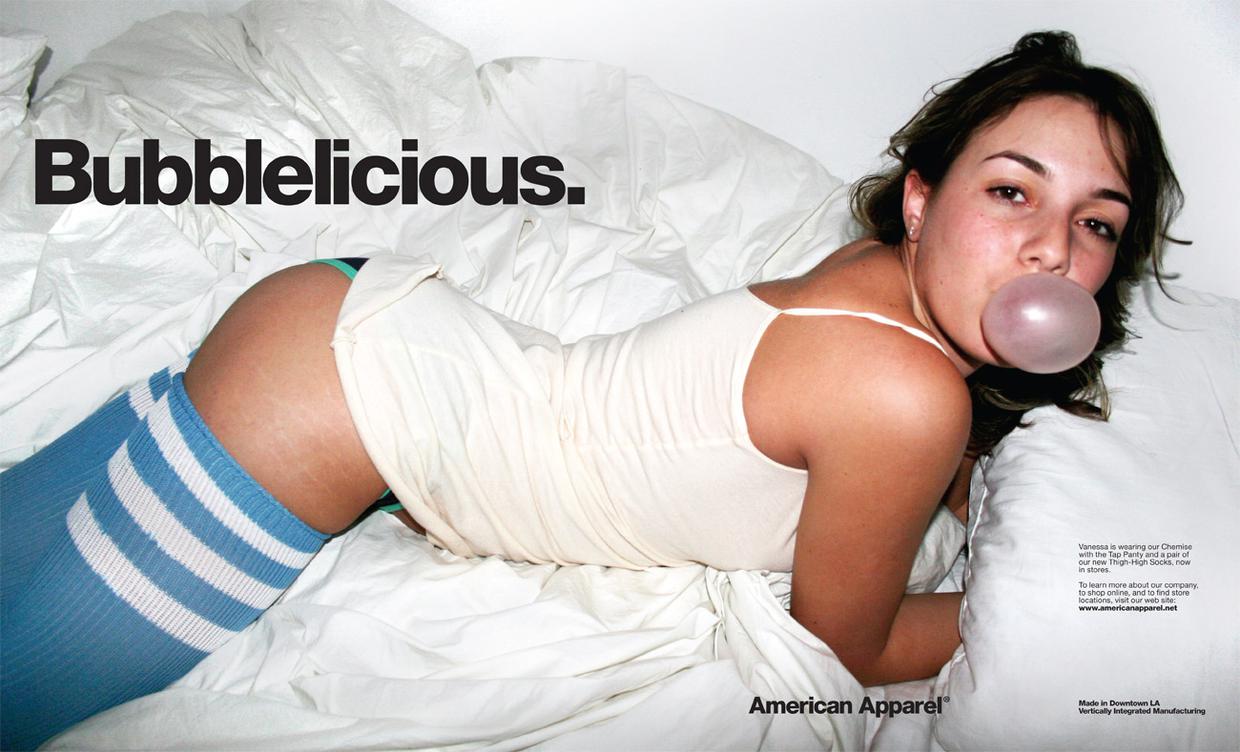 Bubblelicious.
Vanessa is wearing our Chemise
with the Tap Panty and a pair of
our new Thigh-High Socks, now
in stores.
To learn more about our company,
to shop online, and to find store
locations, visit our web site:
www.americanapparel.net
American Apparel®
Made in Downtown LA
Vertically Integrated Manufacturing